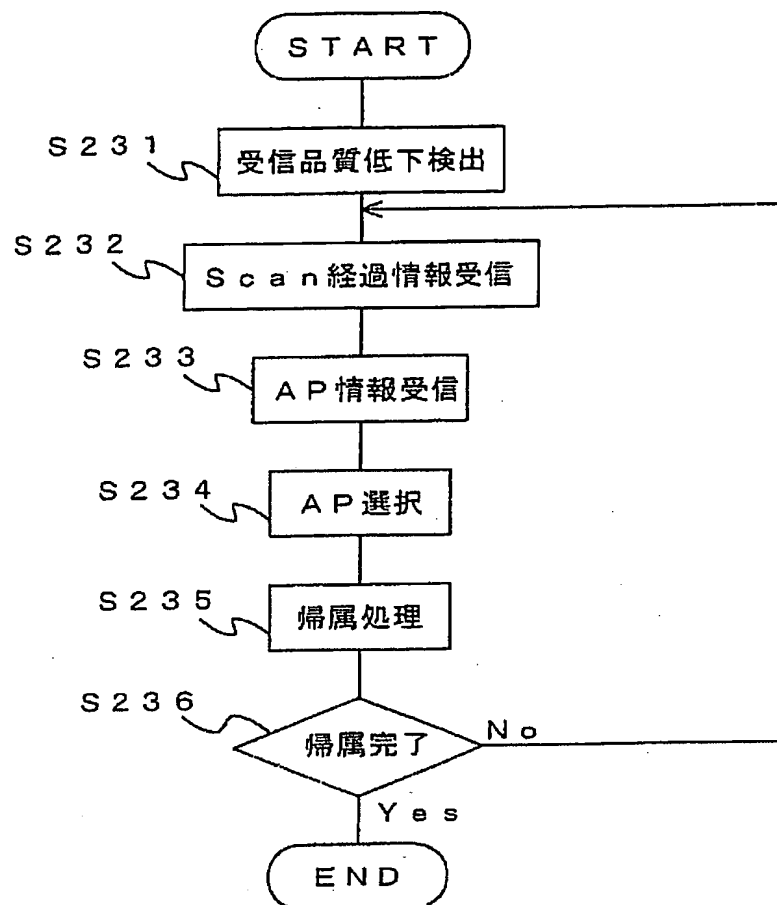 START
S231
受信品質低下検出
S232
Scan経過情報受信
S233
AP情報受信
S234
AP選択
S235
帰属処理
S236
帰属完了
No
Yes
END